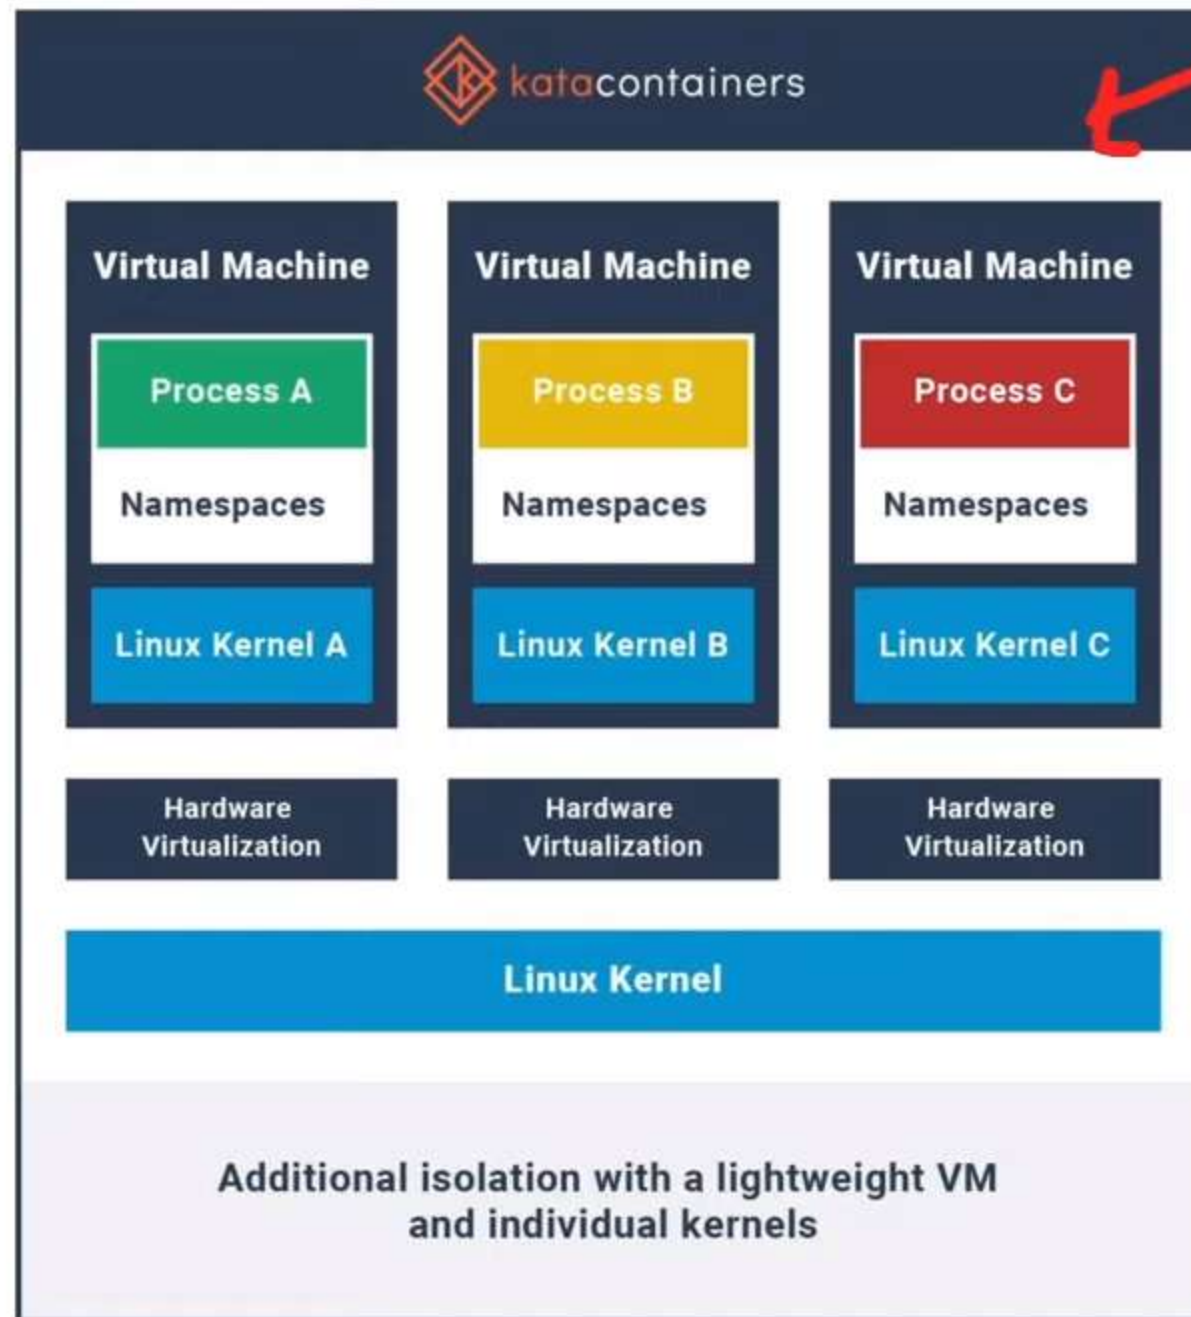 katacontainers
Virtual Machine
Process A
Namespaces
Linux Kernel A
Virtual Machine
Process B
Namespaces
Linux Kernel B
Virtual Machine
Process C
Namespaces
Linux Kernel C
Hardware
Virtualization
Hardware
Virtualization
Hardware
Virtualization
Linux Kernel
Additional isolation with a lightweight VM
and individual kernels